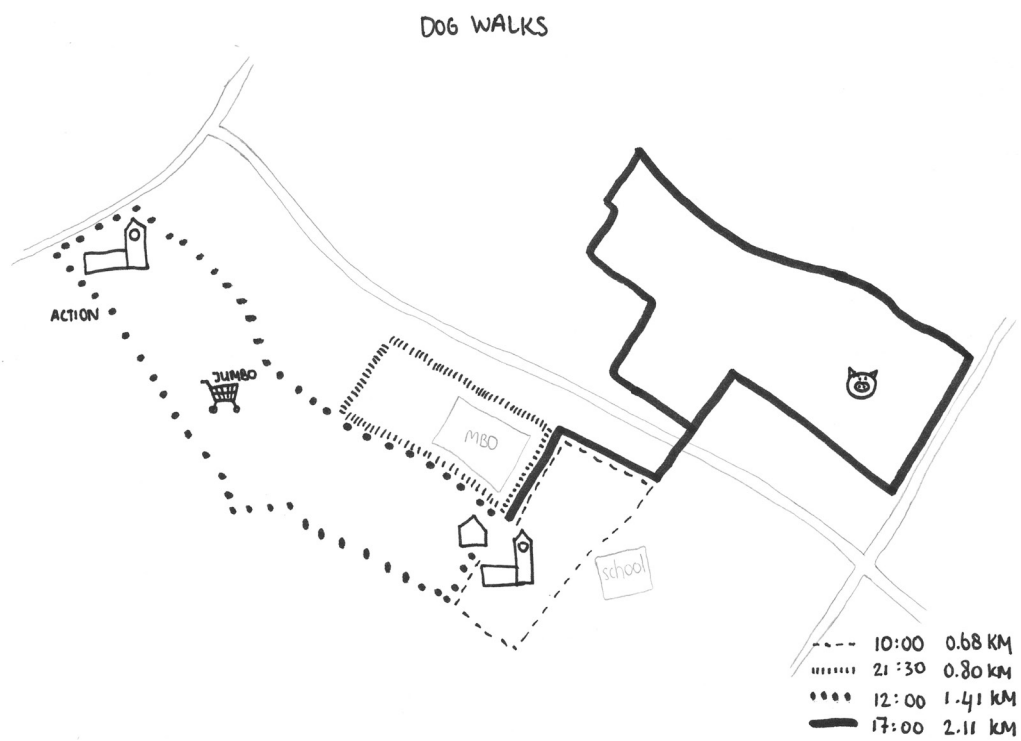 DOG WALKS
ACTION
JUMBO
MBO
school
10:00 0.68 KM
21:30 0.80 KM
12:00 1.41 KM
17:00 2.11 KM